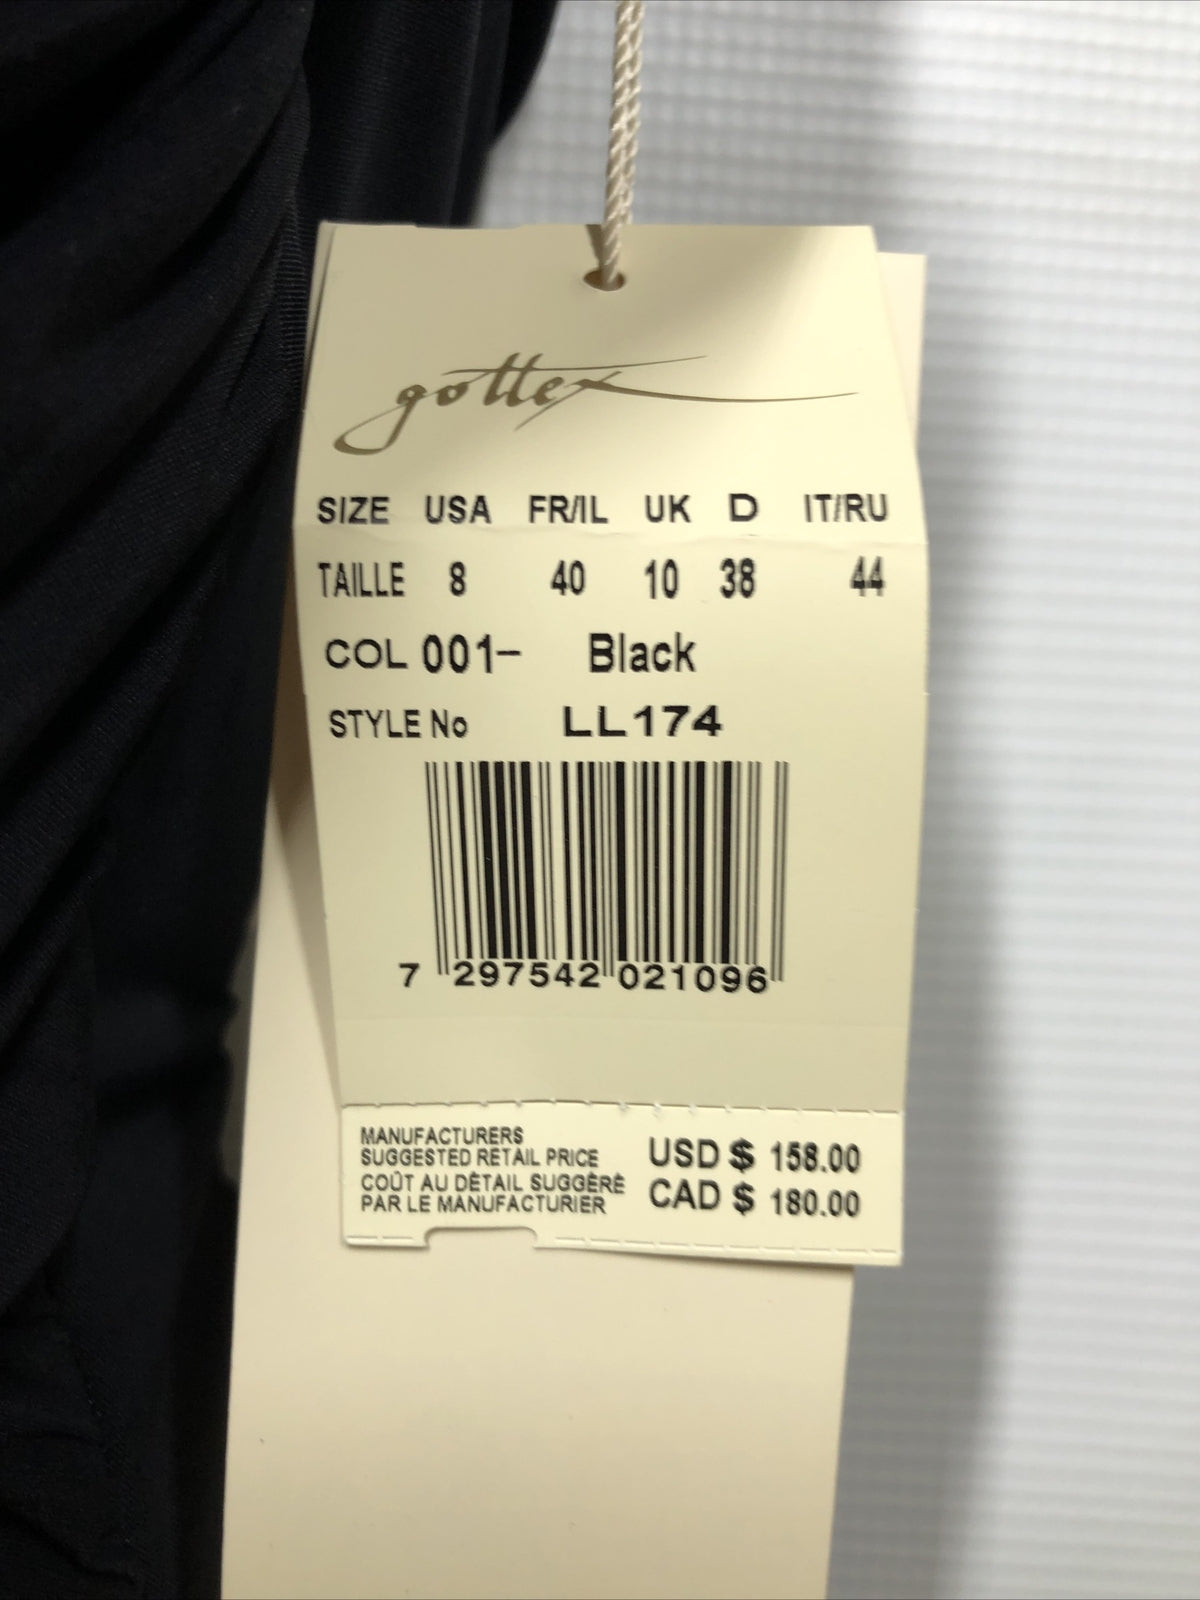 gottex
SIZE USA FR/IL UK D IT/RU
TAILLE 8 40 10 38 44
COL 001- Black
STYLE No LL174
7 297542 021096
MANUFACTURERS
SUGGESTED RETAIL PRICE
COÛT AU DÉTAIL SUGGÉRÉ
PAR LE MANUFACTURIER
USD $ 158.00
CAD $ 180.00